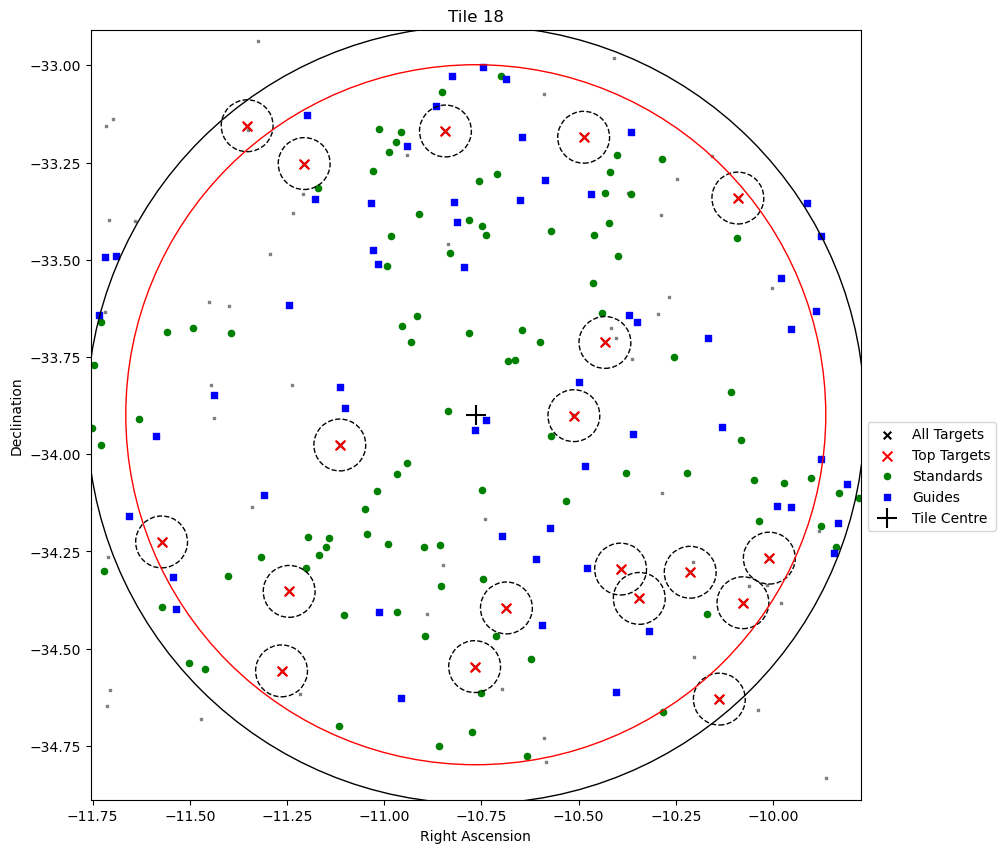 Tile 18
−33.00
−33.25
−33.50
−33.75
−34.00
−34.25
−34.50
−34.75
Declination
−11.75 −11.50 −11.25 −11.00 −10.75 −10.50 −10.25 −10.00
Right Ascension
All Targets
Top Targets
Standards
Guides
Tile Centre